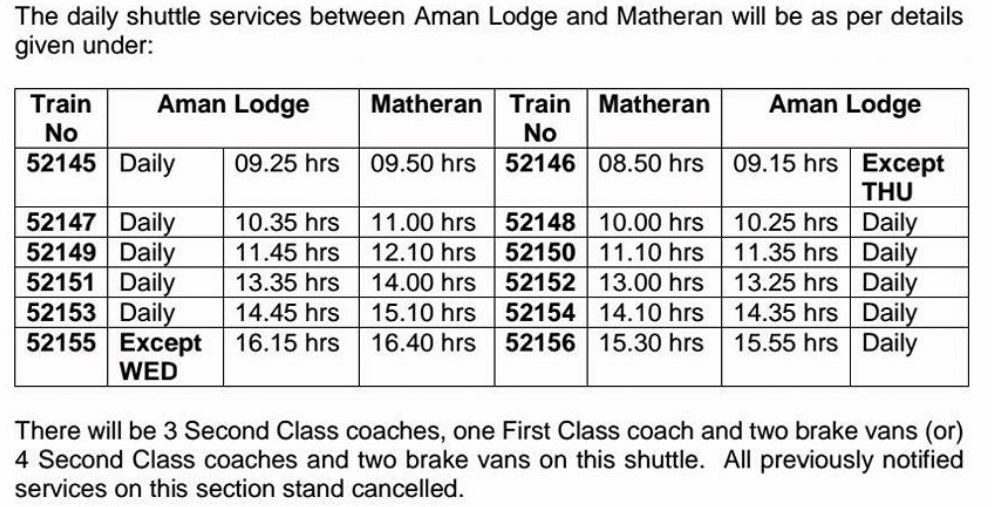 The daily shuttle services between Aman Lodge and Matheran will be as per details
given under:
Train No Aman Lodge Matheran Train No Matheran Aman Lodge
52145 Daily 09.25 hrs 09.50 hrs 52146 08.50 hrs 09.15 hrs Except THU
52147 Daily 10.35 hrs 11.00 hrs 52148 10.00 hrs 10.25 hrs Daily
52149 Daily 11.45 hrs 12.10 hrs 52150 11.10 hrs 11.35 hrs Daily
52151 Daily 13.35 hrs 14.00 hrs 52152 13.00 hrs 13.25 hrs Daily
52153 Daily 14.45 hrs 15.10 hrs 52154 14.10 hrs 14.35 hrs Daily
52155 Except WED 16.15 hrs 16.40 hrs 52156 15.30 hrs 15.55 hrs Daily
There will be 3 Second Class coaches, one First Class coach and two brake vans (or)
4 Second Class coaches and two brake vans on this shuttle. All previously notified
services on this section stand cancelled.